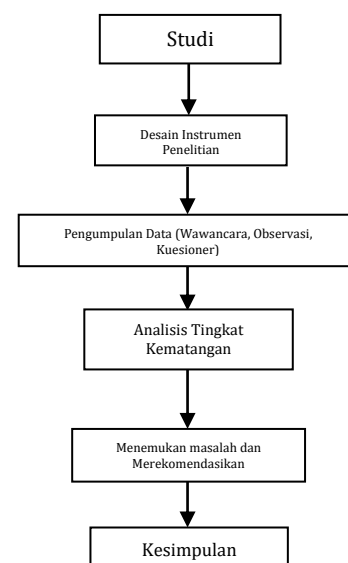 Studi
Desain Instrumen
Penelitian
Pengumpulan Data (Wawancara, Observasi,
Kuesioner)
Analisis Tingkat
Kematangan
Menemukan masalah dan
Merekomendasikan
Kesimpulan